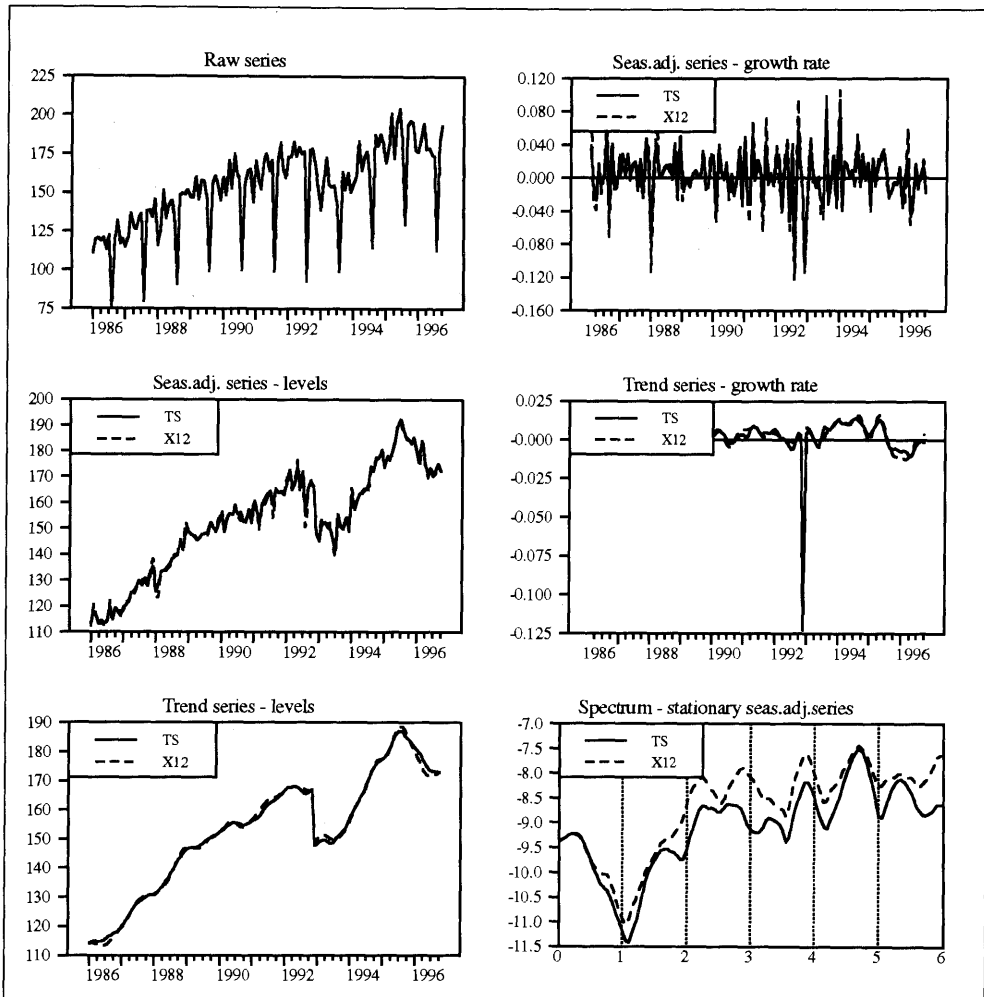 Raw series
225
200
175
150
125
100
75
1986 1988 1990 1992 1994 1996
Seas.adj. series - growth rate
TS
X12
0.120
0.080
0.040
0.000
-0.040
-0.080
-0.120
-0.160
1986 1988 1990 1992 1994 1996
Seas.adj. series - levels
TS
X12
200
190
180
170
160
150
140
130
120
110
1986 1988 1990 1992 1994 1996
Trend series - growth rate
TS
X12
0.025
-0.000
-0.025
-0.050
-0.075
-0.100
-0.125
1986 1988 1990 1992 1994 1996
Trend series - levels
TS
X12
190
180
170
160
150
140
130
120
110
1986 1988 1990 1992 1994 1996
Spectrum - stationary seas.adj.series
TS
X12
-7.0
-7.5
-8.0
-8.5
-9.0
-9.5
-10.0
-10.5
-11.0
-11.5
0 1 2 3 4 5 6